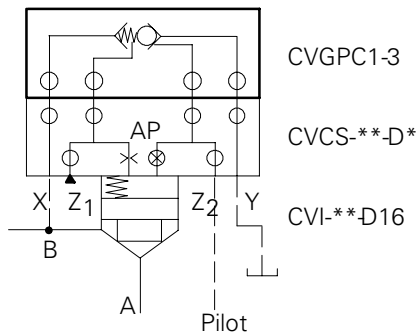 CVGPC1-3
AP
CVCS-**-D*
X Z1 Z2 Y
CVI-**-D16
B
A
Pilot